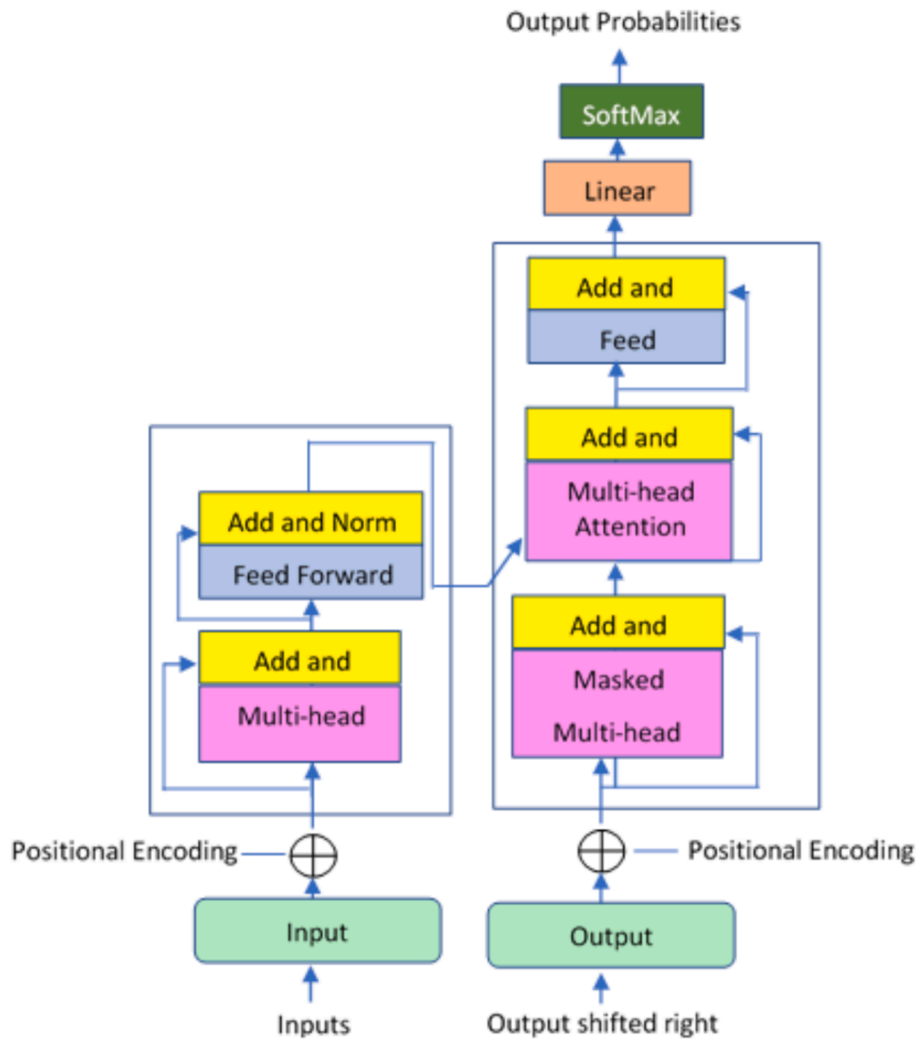 Output Probabilities
SoftMax
Linear
Add and
Feed
Add and
Multi-head
Attention
Add and
Masked
Multi-head
Add and Norm
Feed Forward
Add and
Multi-head
Positional Encoding
Positional Encoding
Input
Output
Inputs
Output shifted right